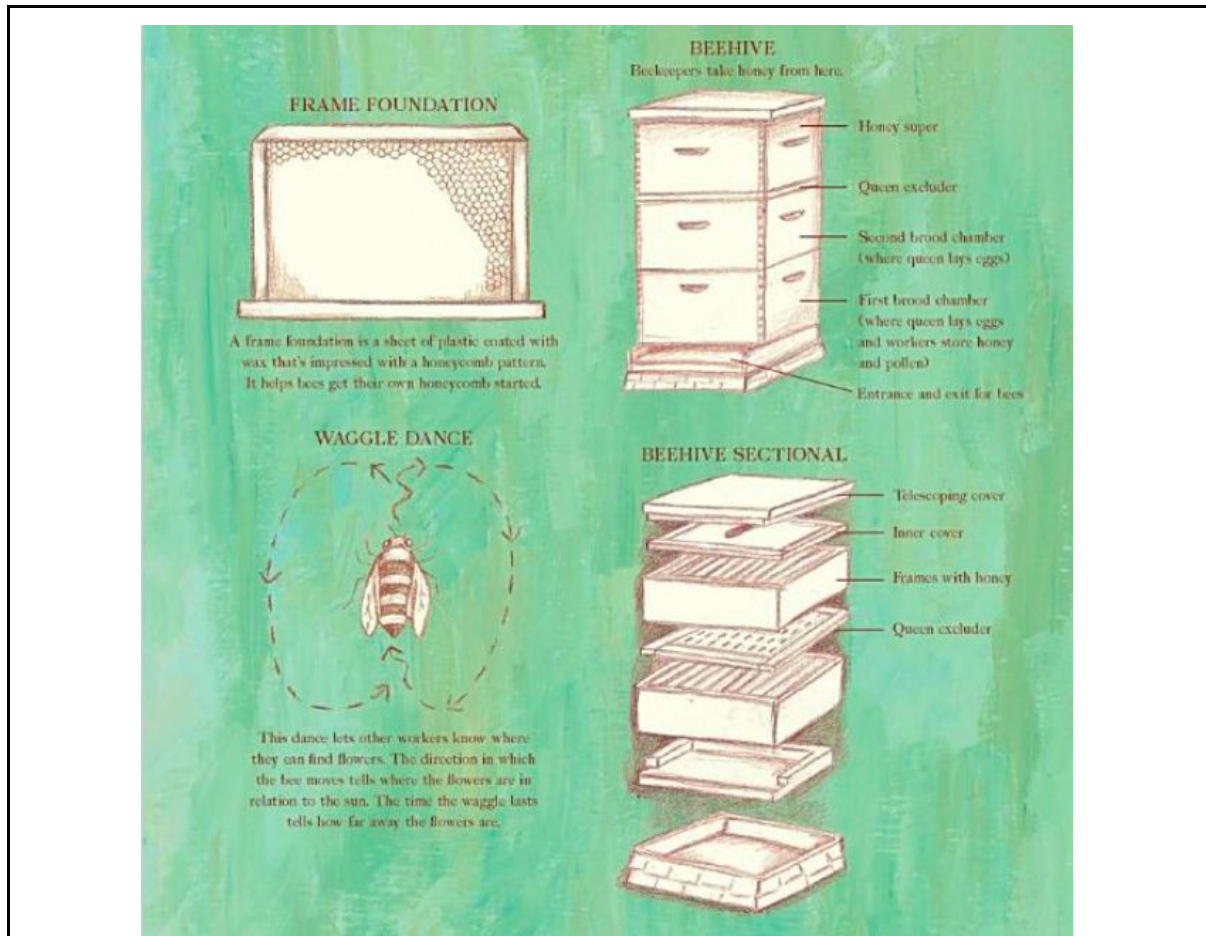 FRAME FOUNDATION
A frame foundation is a sheet of plastic coated with
wax that's impressed with a honeycomb pattern.
It helps bees get their own honeycomb started.
BEEHIVE
Beekeepers take honey from here.
Honey super
Queen excluder
Second brood chamber
(where queen lays eggs)
First brood chamber
(where queen lays eggs
and workers store honey
and pollen)
Entrance and exit for bees
WAGGLE DANCE
This dance lets other workers know where
they can find flowers. The direction in which
the bee moves tells where the flowers are in
relation to the sun. The time the waggle lasts
tells how far away the flowers are.
BEEHIVE SECTIONAL
Telescoping cover
Inner cover
Frames with honey
Queen excluder